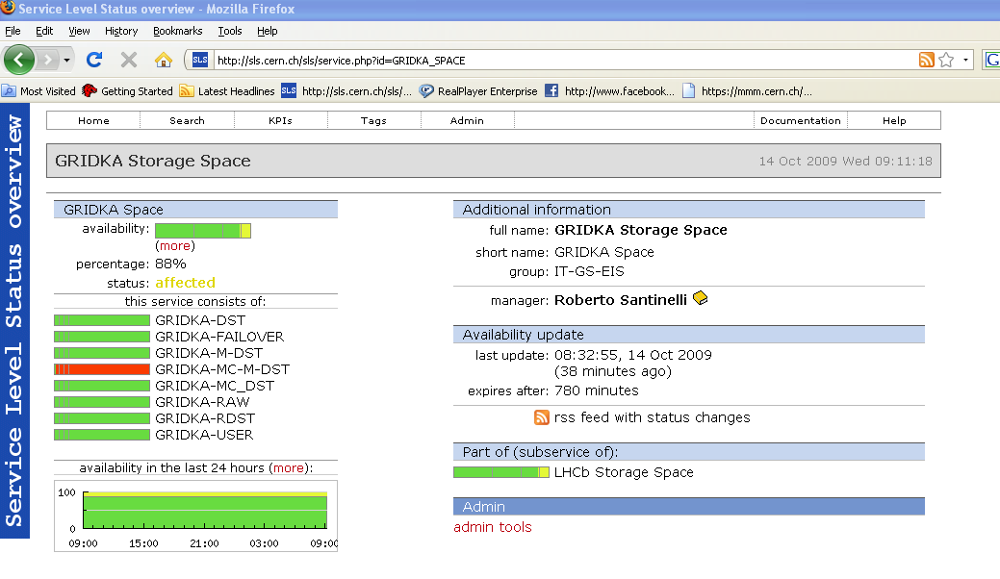 Service Level Status overview - Mozilla Firefox
File Edit View History Bookmarks Tools Help
SLS http://sls.cern.ch/sls/service.php?id=GRIDKA_SPACE G
Most Visited Getting Started Latest Headlines SLS http://sls.cern.ch/sls/... RealPlayer Enterprise http://www.facebook... https://mmm.cern.ch/...
Service Level Status overview
Home Search KPIs Tags Admin Documentation Help
GRIDKA Storage Space 14 Oct 2009 Wed 09:11:18
GRIDKA Space
availability:
(more)
percentage: 88%
status: affected
this service consists of:
GRIDKA-DST
GRIDKA-FAILOVER
GRIDKA-M-DST
GRIDKA-MC-M-DST
GRIDKA-MC_DST
GRIDKA-RAW
GRIDKA-RDST
GRIDKA-USER
availability in the last 24 hours (more):
100
0
09:00 15:00 21:00 03:00 09:00
Additional information
full name: GRIDKA Storage Space
short name: GRIDKA Space
group: IT-GS-EIS
manager: Roberto Santinelli
Availability update
last update: 08:32:55, 14 Oct 2009
(38 minutes ago)
expires after: 780 minutes
rss feed with status changes
Part of (subservice of):
LHCb Storage Space
Admin
admin tools